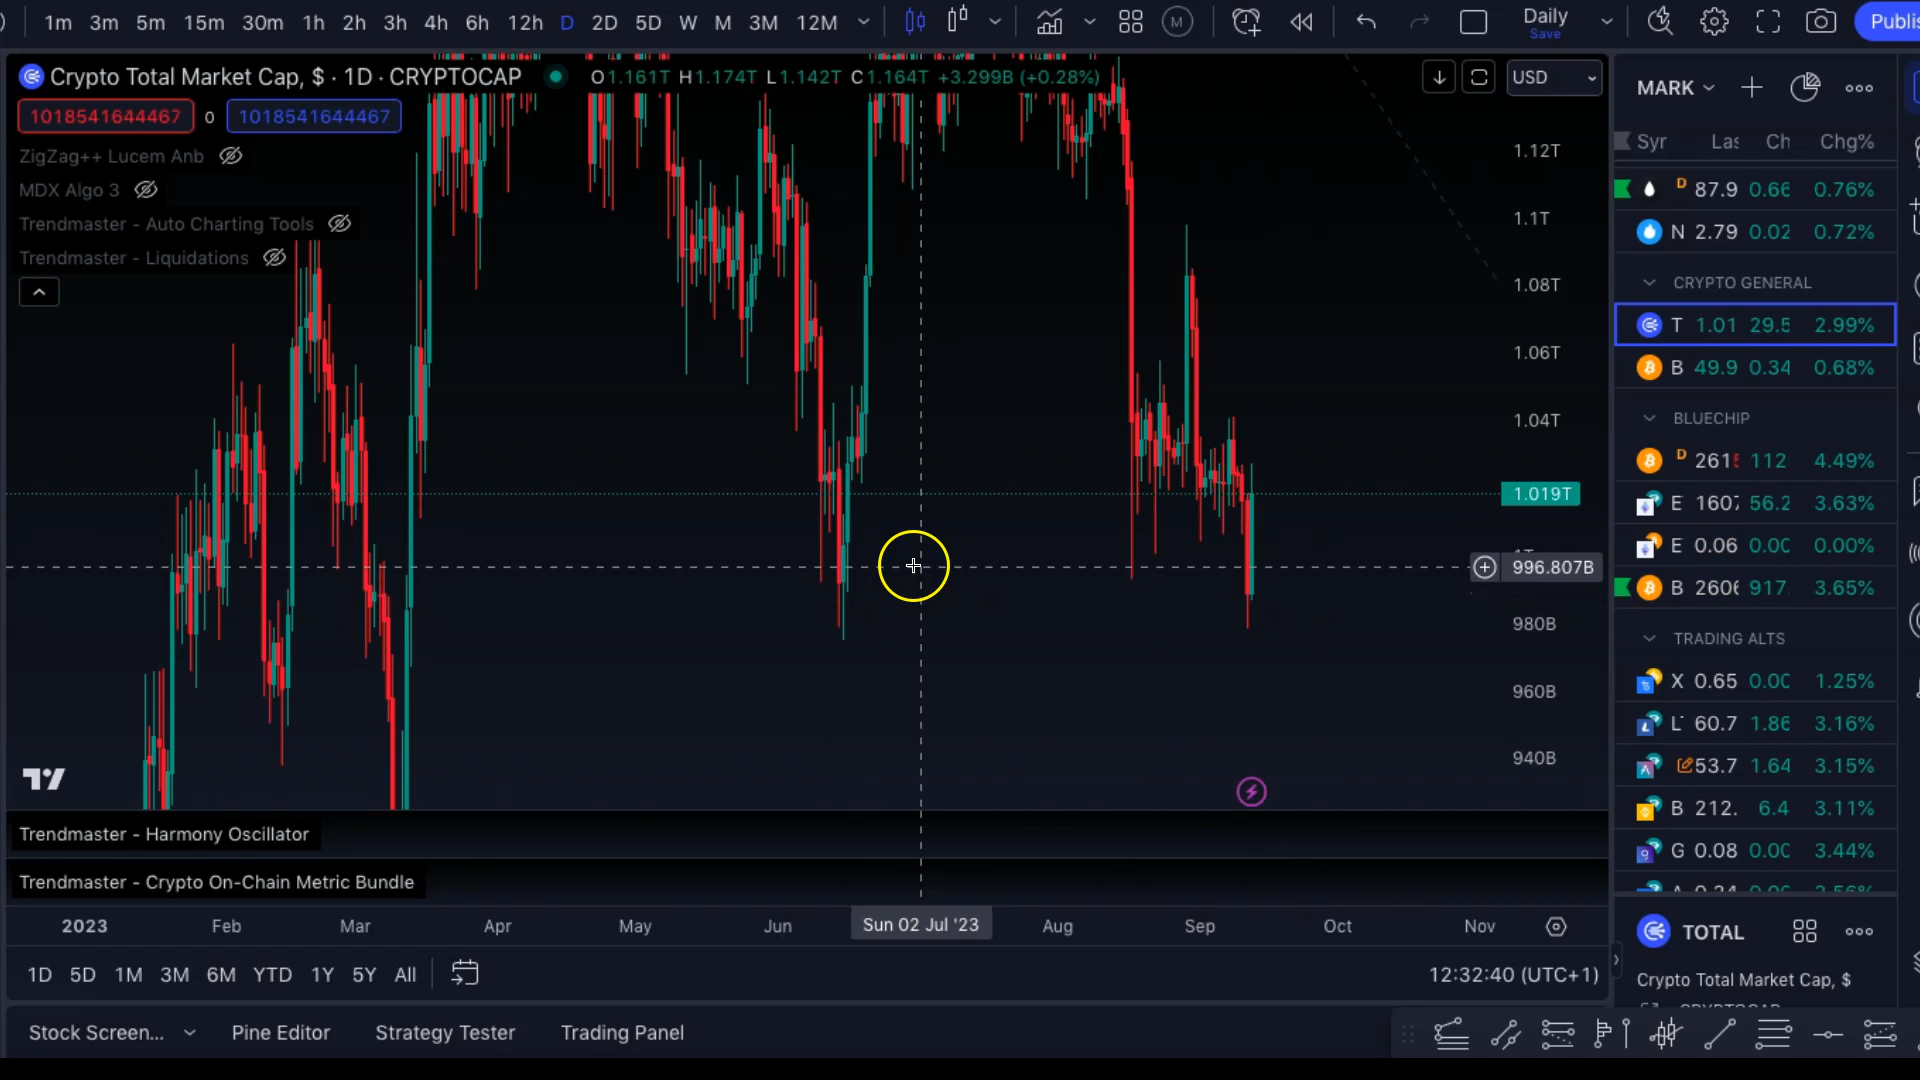 1m 3m 5m 15m 30m 1h 2h 3h 4h 6h 12h D 2D 5D W M 3M 12M M Daily Publi
Save
Crypto Total Market Cap, $ · 1D · CRYPTOCAP O1.161T H1.174T L1.142T C1.164T +3.299B (+0.28%) USD
1018541644467 0 1018541644467
ZigZag++ Lucem Anb
MDX Algo 3
Trendmaster - Auto Charting Tools
Trendmaster - Liquidations
1.12T
1.1T
1.08T
1.06T
1.04T
1.019T
996.807B
980B
960B
940B
Trendmaster - Harmony Oscillator
Trendmaster - Crypto On-Chain Metric Bundle
2023 Feb Mar Apr May Jun Sun 02 Jul '23 Aug Sep Oct Nov
1D 5D 1M 3M 6M YTD 1Y 5Y All 12:32:40 (UTC+1)
Stock Screen... Pine Editor Strategy Tester Trading Panel
MARK
Syr Las Ch Chg%
D 87.9 0.66 0.76%
N 2.79 0.02 0.72%
CRYPTO GENERAL
T 1.01 29.5 2.99%
B 49.9 0.34 0.68%
BLUECHIP
D 261 112 4.49%
E 1607 56.2 3.63%
E 0.06 0.00 0.00%
B 2606 917 3.65%
TRADING ALTS
X 0.65 0.00 1.25%
L 60.7 1.86 3.16%
53.7 1.64 3.15%
B 212. 6.4 3.11%
G 0.08 0.00 3.44%
TOTAL
Crypto Total Market Cap, $